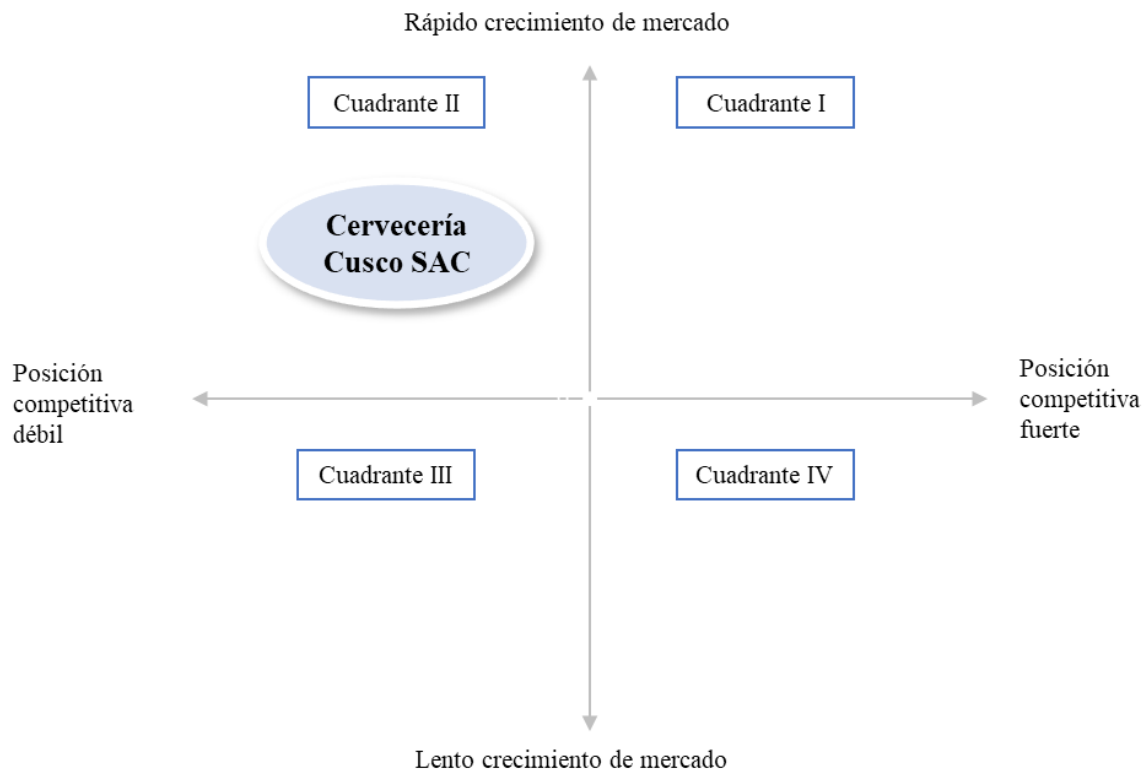 Rápido crecimiento de mercado
Cuadrante II
Cuadrante I
Cervecería
Cusco SAC
Posición
competitiva
débil
Posición
competitiva
fuerte
Cuadrante III
Cuadrante IV
Lento crecimiento de mercado